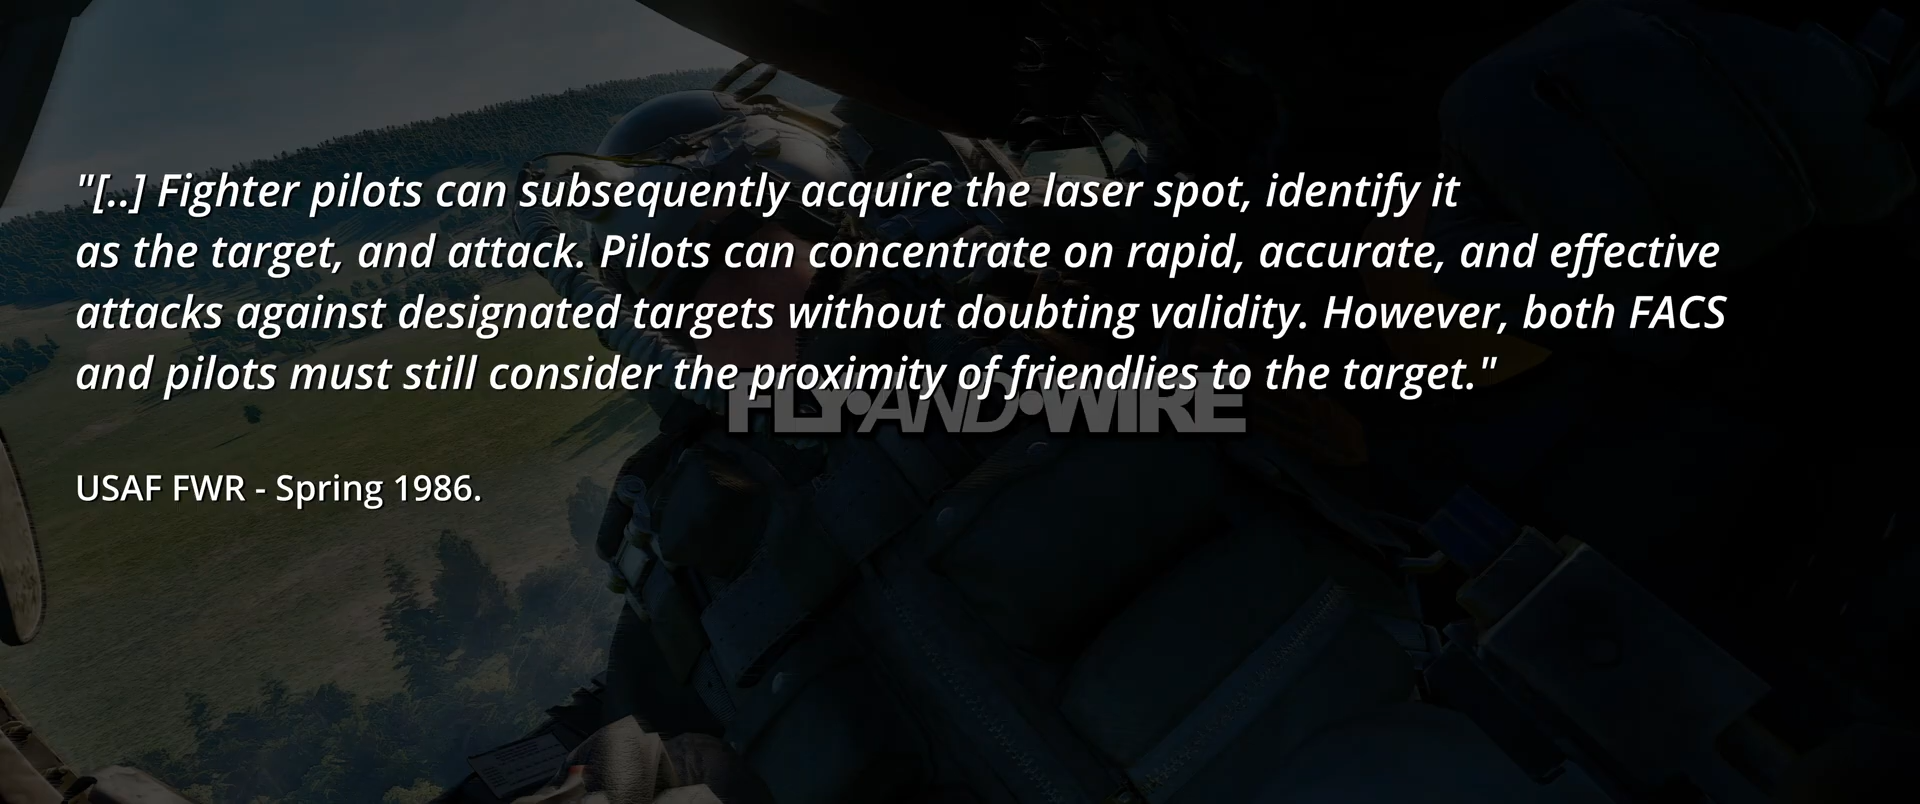 "[..] Fighter pilots can subsequently acquire the laser spot, identify it
as the target, and attack. Pilots can concentrate on rapid, accurate, and effective
attacks against designated targets without doubting validity. However, both FACS
and pilots must still consider the proximity of friendlies to the target."
FLY•AND•WIRE
USAF FWR - Spring 1986.